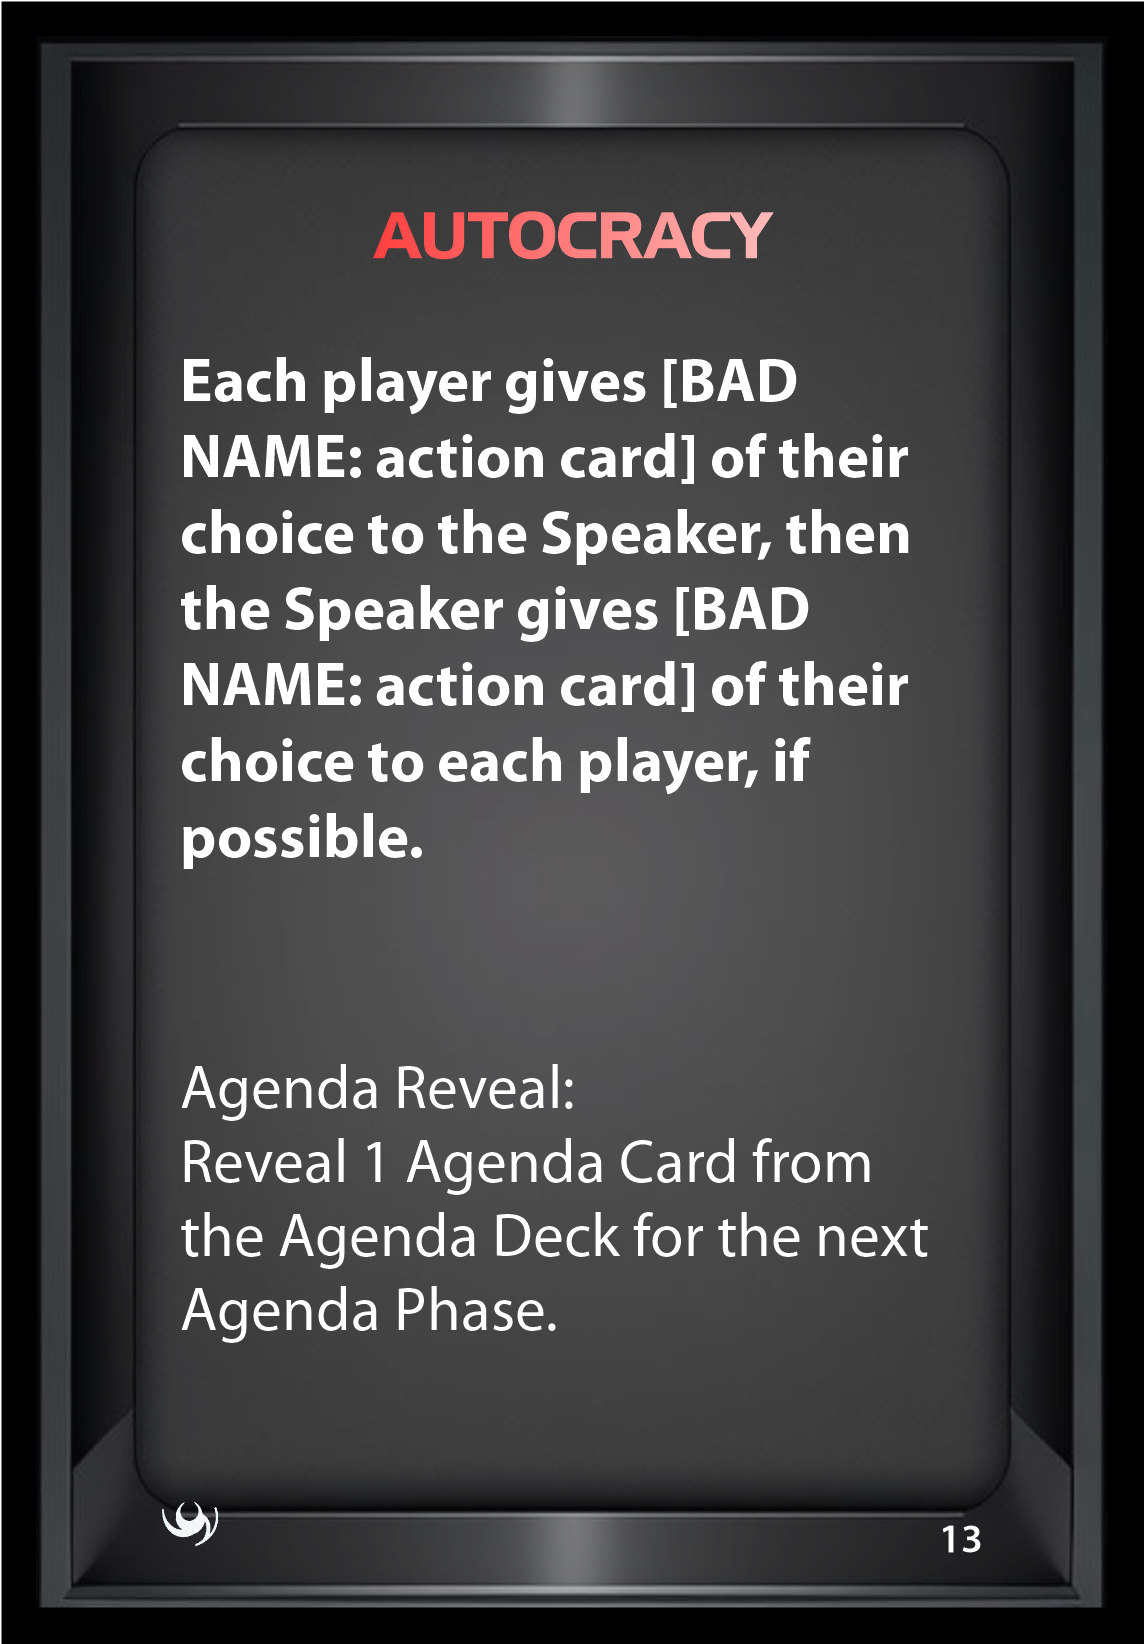 AUTOCRACY
Each player gives [BAD
NAME: action card] of their
choice to the Speaker, then
the Speaker gives [BAD
NAME: action card] of their
choice to each player, if
possible.
Agenda Reveal:
Reveal 1 Agenda Card from
the Agenda Deck for the next
Agenda Phase.
13